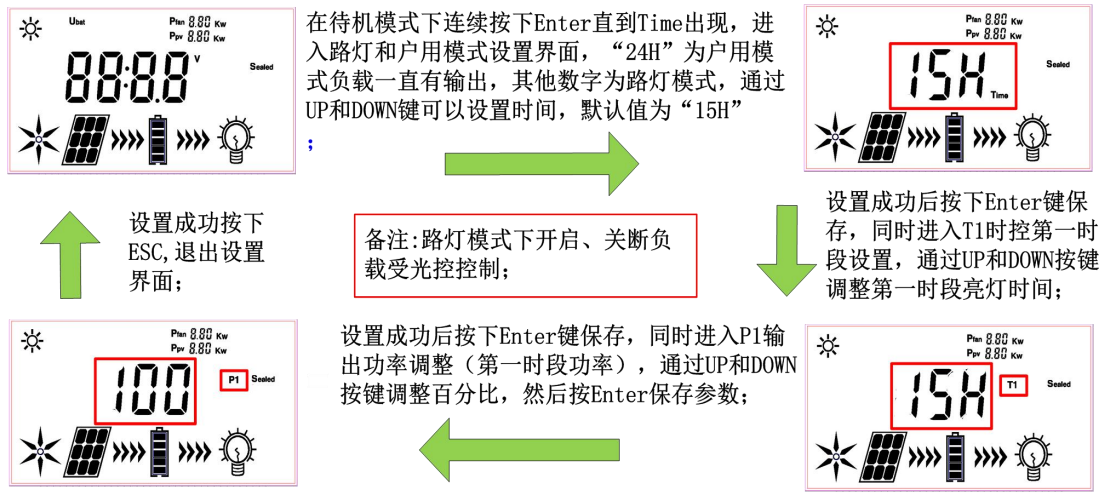 Ubat
Pfan 8.80 Kw
Ppv 8.80 Kw
88:8.8 V
Sealed
在待机模式下连续按下Enter直到Time出现，进
入路灯和户用模式设置界面，“24H”为户用模
式负载一直有输出，其他数字为路灯模式，通过
UP和DOWN键可以设置时间，默认值为“15H”
；
Pfan 8.80 Kw
Ppv 8.80 Kw
15H Time
Sealed
设置成功后按下Enter键保
存，同时进入T1时控第一时
段设置，通过UP和DOWN按键
调整第一时段亮灯时间；
备注:路灯模式下开启、关断负
载受光控控制；
设置成功按下
ESC,退出设置
界面；
Pfan 8.80 Kw
Ppv 8.80 Kw
15H
T1
Sealed
设置成功后按下Enter键保存，同时进入P1输
出功率调整（第一时段功率），通过UP和DOWN
按键调整百分比，然后按Enter保存参数；
Pfan 8.80 Kw
Ppv 8.80 Kw
100
P1
Sealed